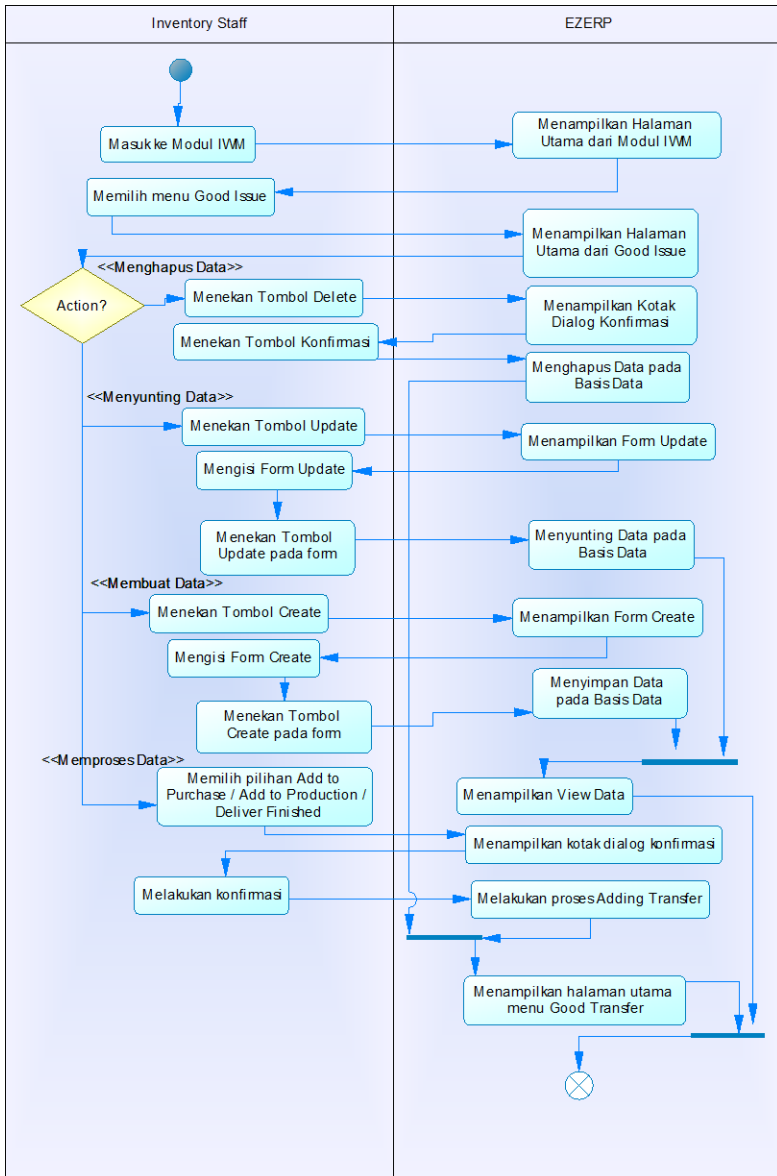 Inventory Staff
EZERP
Masuk ke Modul IWM
Menampilkan Halaman
Utama dari Modul IWM
Memilih menu Good Issue
Menampilkan Halaman
Utama dari Good Issue
<<Menghapus Data>>
Action?
Menekan Tombol Delete
Menampilkan Kotak
Dialog Konfirmasi
Menekan Tombol Konfirmasi
Menghapus Data pada
Basis Data
<<Menyunting Data>>
Menekan Tombol Update
Menampilkan Form Update
Mengisi Form Update
Menekan Tombol
Update pada form
Menyunting Data pada
Basis Data
<<Membuat Data>>
Menekan Tombol Create
Menampilkan Form Create
Mengisi Form Create
Menekan Tombol
Create pada form
Menyimpan Data
pada Basis Data
<<Memproses Data>>
Memilih pilihan Add to
Purchase / Add to Production /
Deliver Finished
Menampilkan View Data
Menampilkan kotak dialog konfirmasi
Melakukan konfirmasi
Melakukan proses Adding Transfer
Menampilkan halaman utama
menu Good Transfer